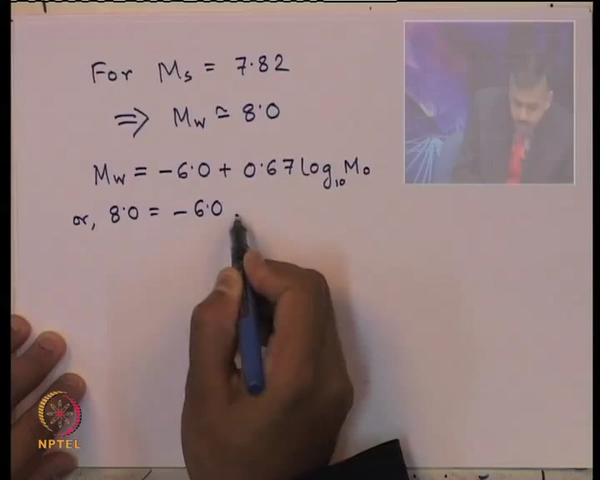 For Ms = 7.82
⇒ Mw ≃ 8.0
Mw = -6.0 + 0.67 log₁₀ M₀
or, 8.0 = -6.0
NPTEL